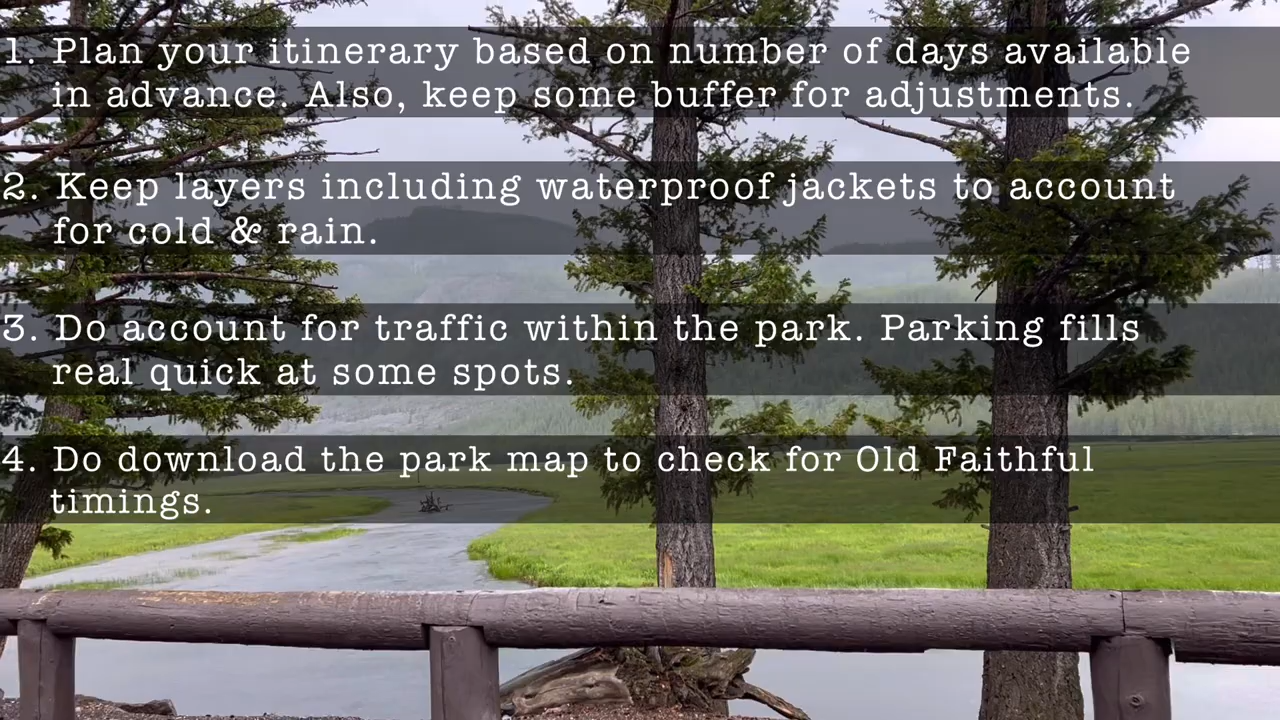 1. Plan your itinerary based on number of days available
in advance. Also, keep some buffer for adjustments.
2. Keep layers including waterproof jackets to account
for cold & rain.
3. Do account for traffic within the park. Parking fills
real quick at some spots.
4. Do download the park map to check for Old Faithful
timings.